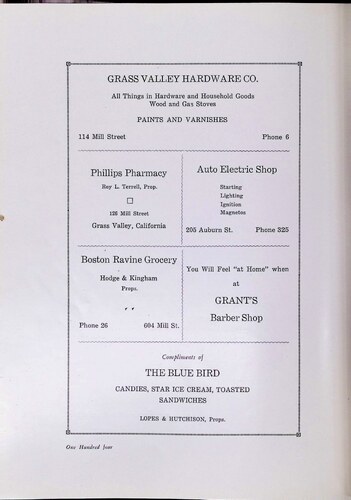 GRASS VALLEY HARDWARE CO.
All Things in Hardware and Household Goods
Wood and Gas Stoves
PAINTS AND VARNISHES
114 Mill Street Phone 6
Phillips Pharmacy
Roy L. Terrell, Prop.
126 Mill Street
Grass Valley, California
Auto Electric Shop
Starting
Lighting
Ignition
Magnetos
205 Auburn St. Phone 325
Boston Ravine Grocery
Hodge & Kingham
Props.
Phone 26 604 Mill St.
You Will Feel "at Home" when
at
GRANT'S
Barber Shop
Compliments of
THE BLUE BIRD
CANDIES, STAR ICE CREAM, TOASTED
SANDWICHES
LOPES & HUTCHISON, Props.
One Hundred four